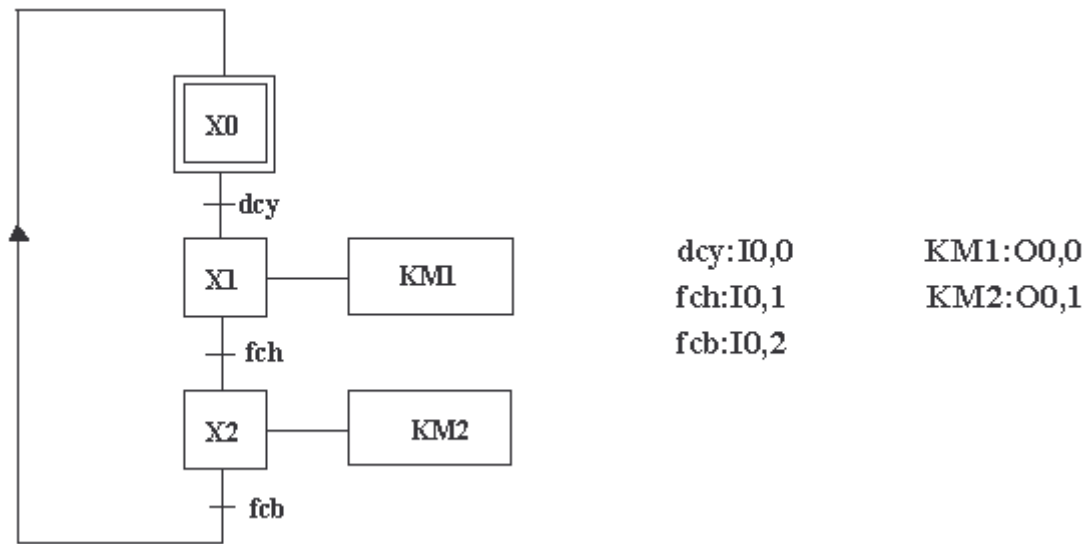 X0
dcy
X1 KM1
fch
X2 KM2
fcb
dcy:I0,0 KM1:O0,0
fch:I0,1 KM2:O0,1
fcb:I0,2